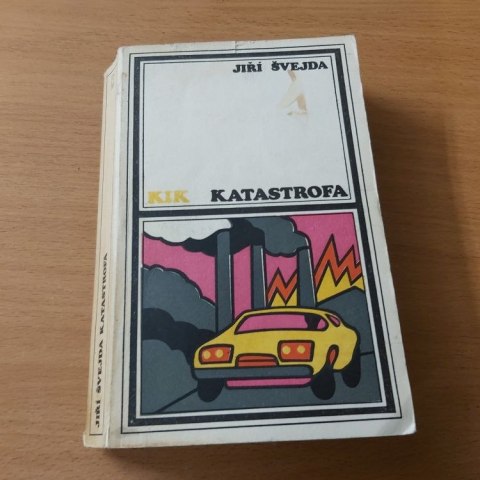 JIŘÍ ŠVEJDA
KIK KATASTROFA
JIŘÍ ŠVEJDA KATASTROFA